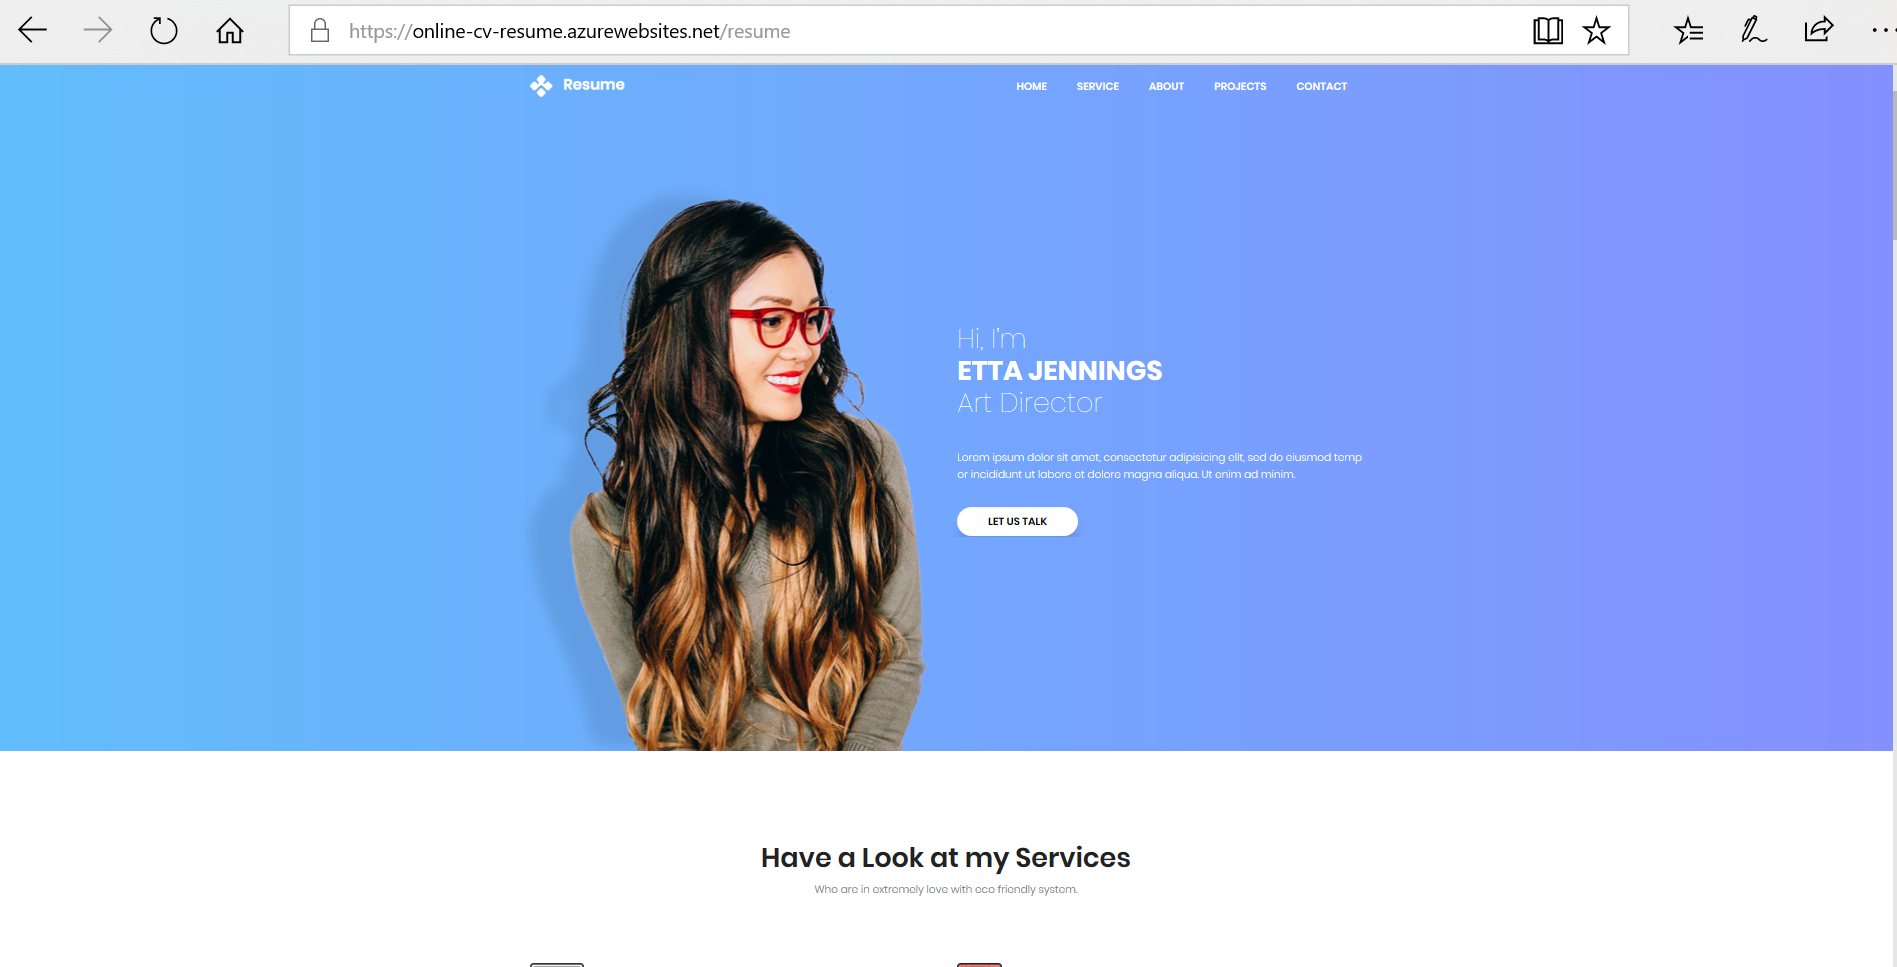 https://online-cv-resume.azurewebsites.net/resume
Resume
HOME SERVICE ABOUT PROJECTS CONTACT
Hi, I'm
ETTA JENNINGS
Art Director
Lorem ipsum dolor sit amet, consectetur adipisicing elit, sed do eiusmod temp
or incididunt ut labore et dolore magna aliqua. Ut enim ad minim.
LET US TALK
Have a Look at my Services
Who are in extremely love with eco friendly system.